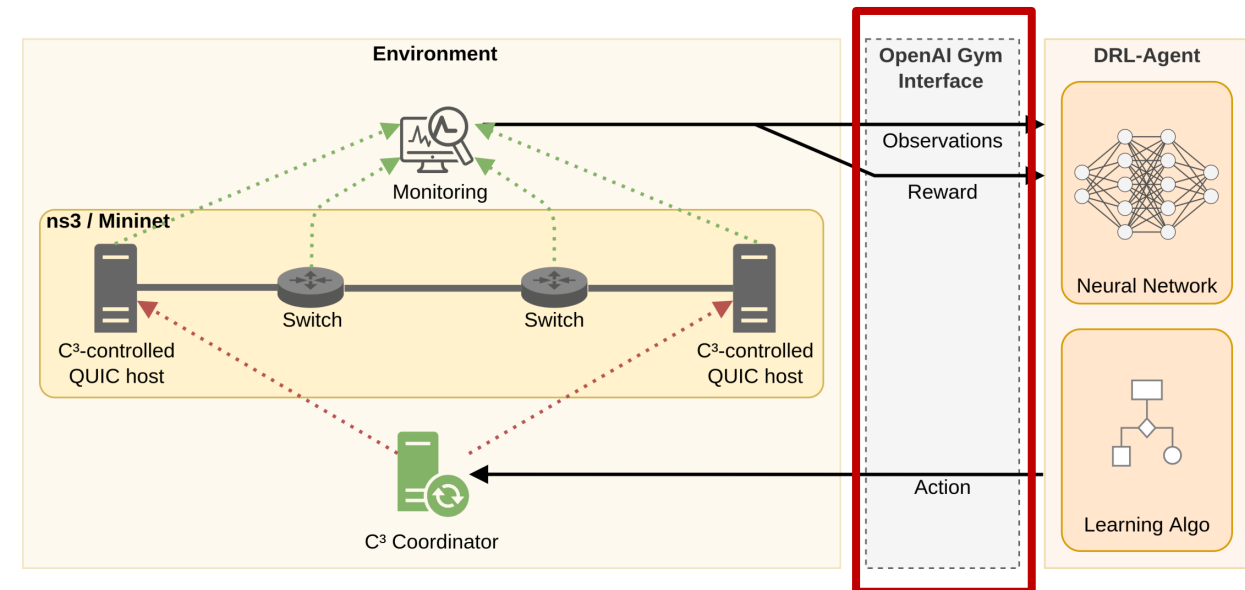 Environment
OpenAI Gym
Interface
DRL-Agent
Observations
Reward
Monitoring
ns3 / Mininet
Neural Network
Switch
Switch
C³-controlled
QUIC host
C³-controlled
QUIC host
Action
Learning Algo
C³ Coordinator